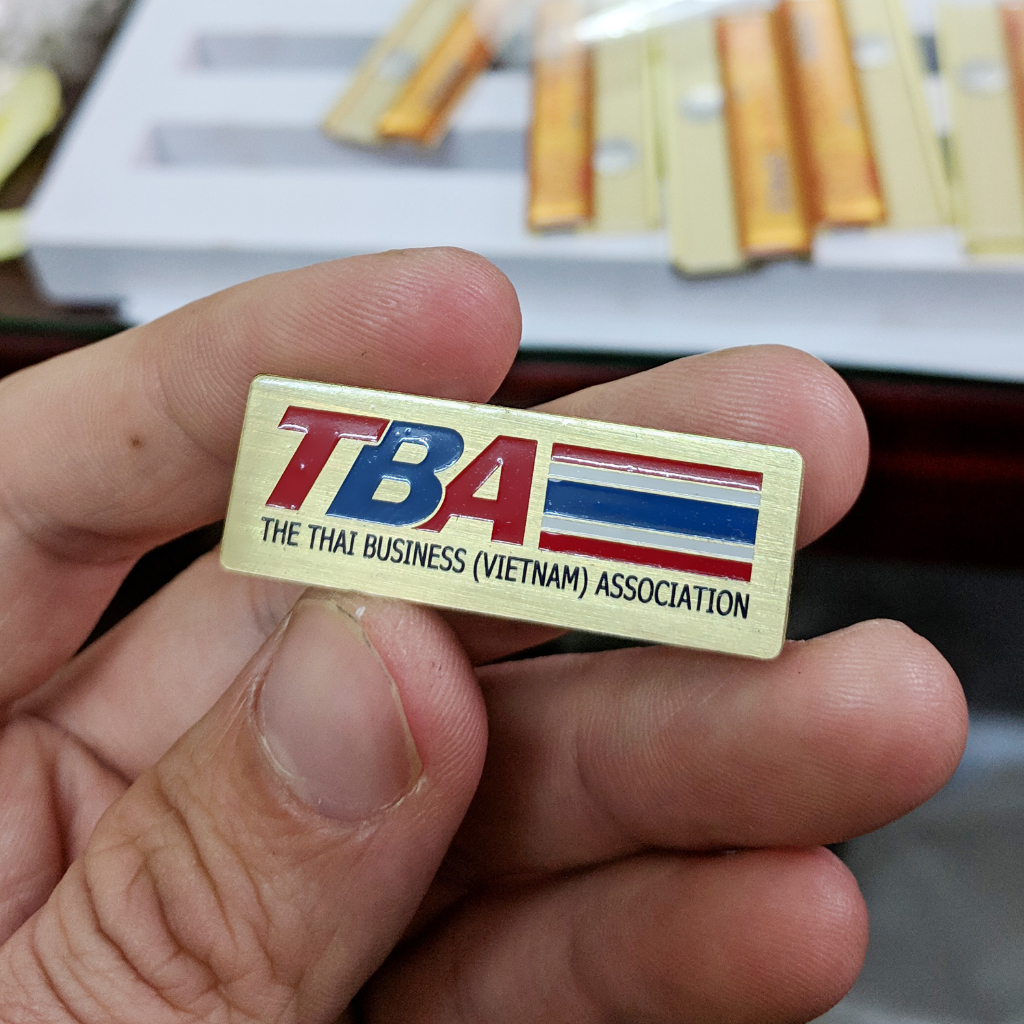 TBA
THE THAI BUSINESS (VIETNAM) ASSOCIATION